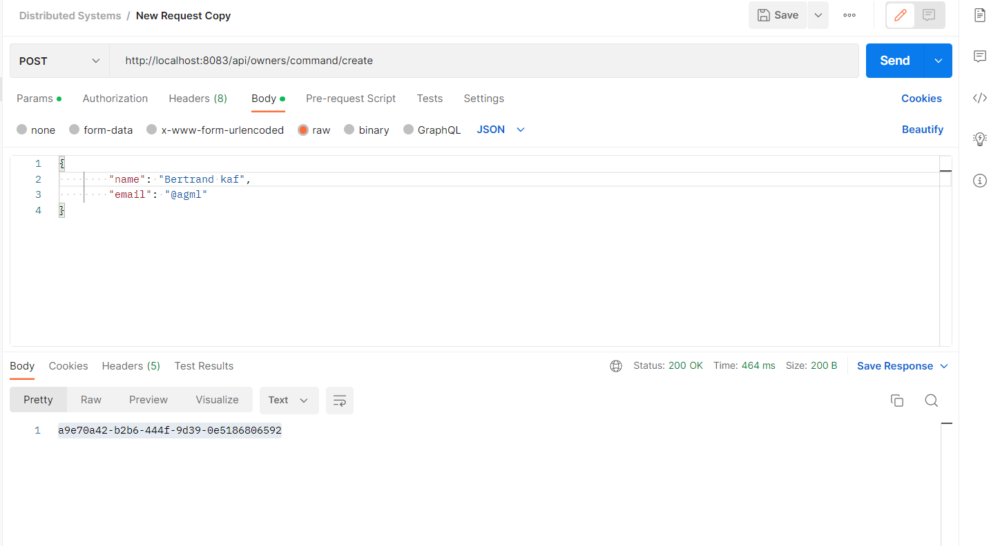 Distributed Systems / New Request Copy
Save
POST
http://localhost:8083/api/owners/command/create
Send
Params Authorization Headers (8) Body Pre-request Script Tests Settings Cookies
none form-data x-www-form-urlencoded raw binary GraphQL JSON Beautify
1 {
2 "name": "Bertrand kaf",
3 "email": "@agml"
4 }
Body Cookies Headers (5) Test Results Status: 200 OK Time: 464 ms Size: 200 B Save Response
Pretty Raw Preview Visualize Text
1 a9e70a42-b2b6-444f-9d39-0e5186806592